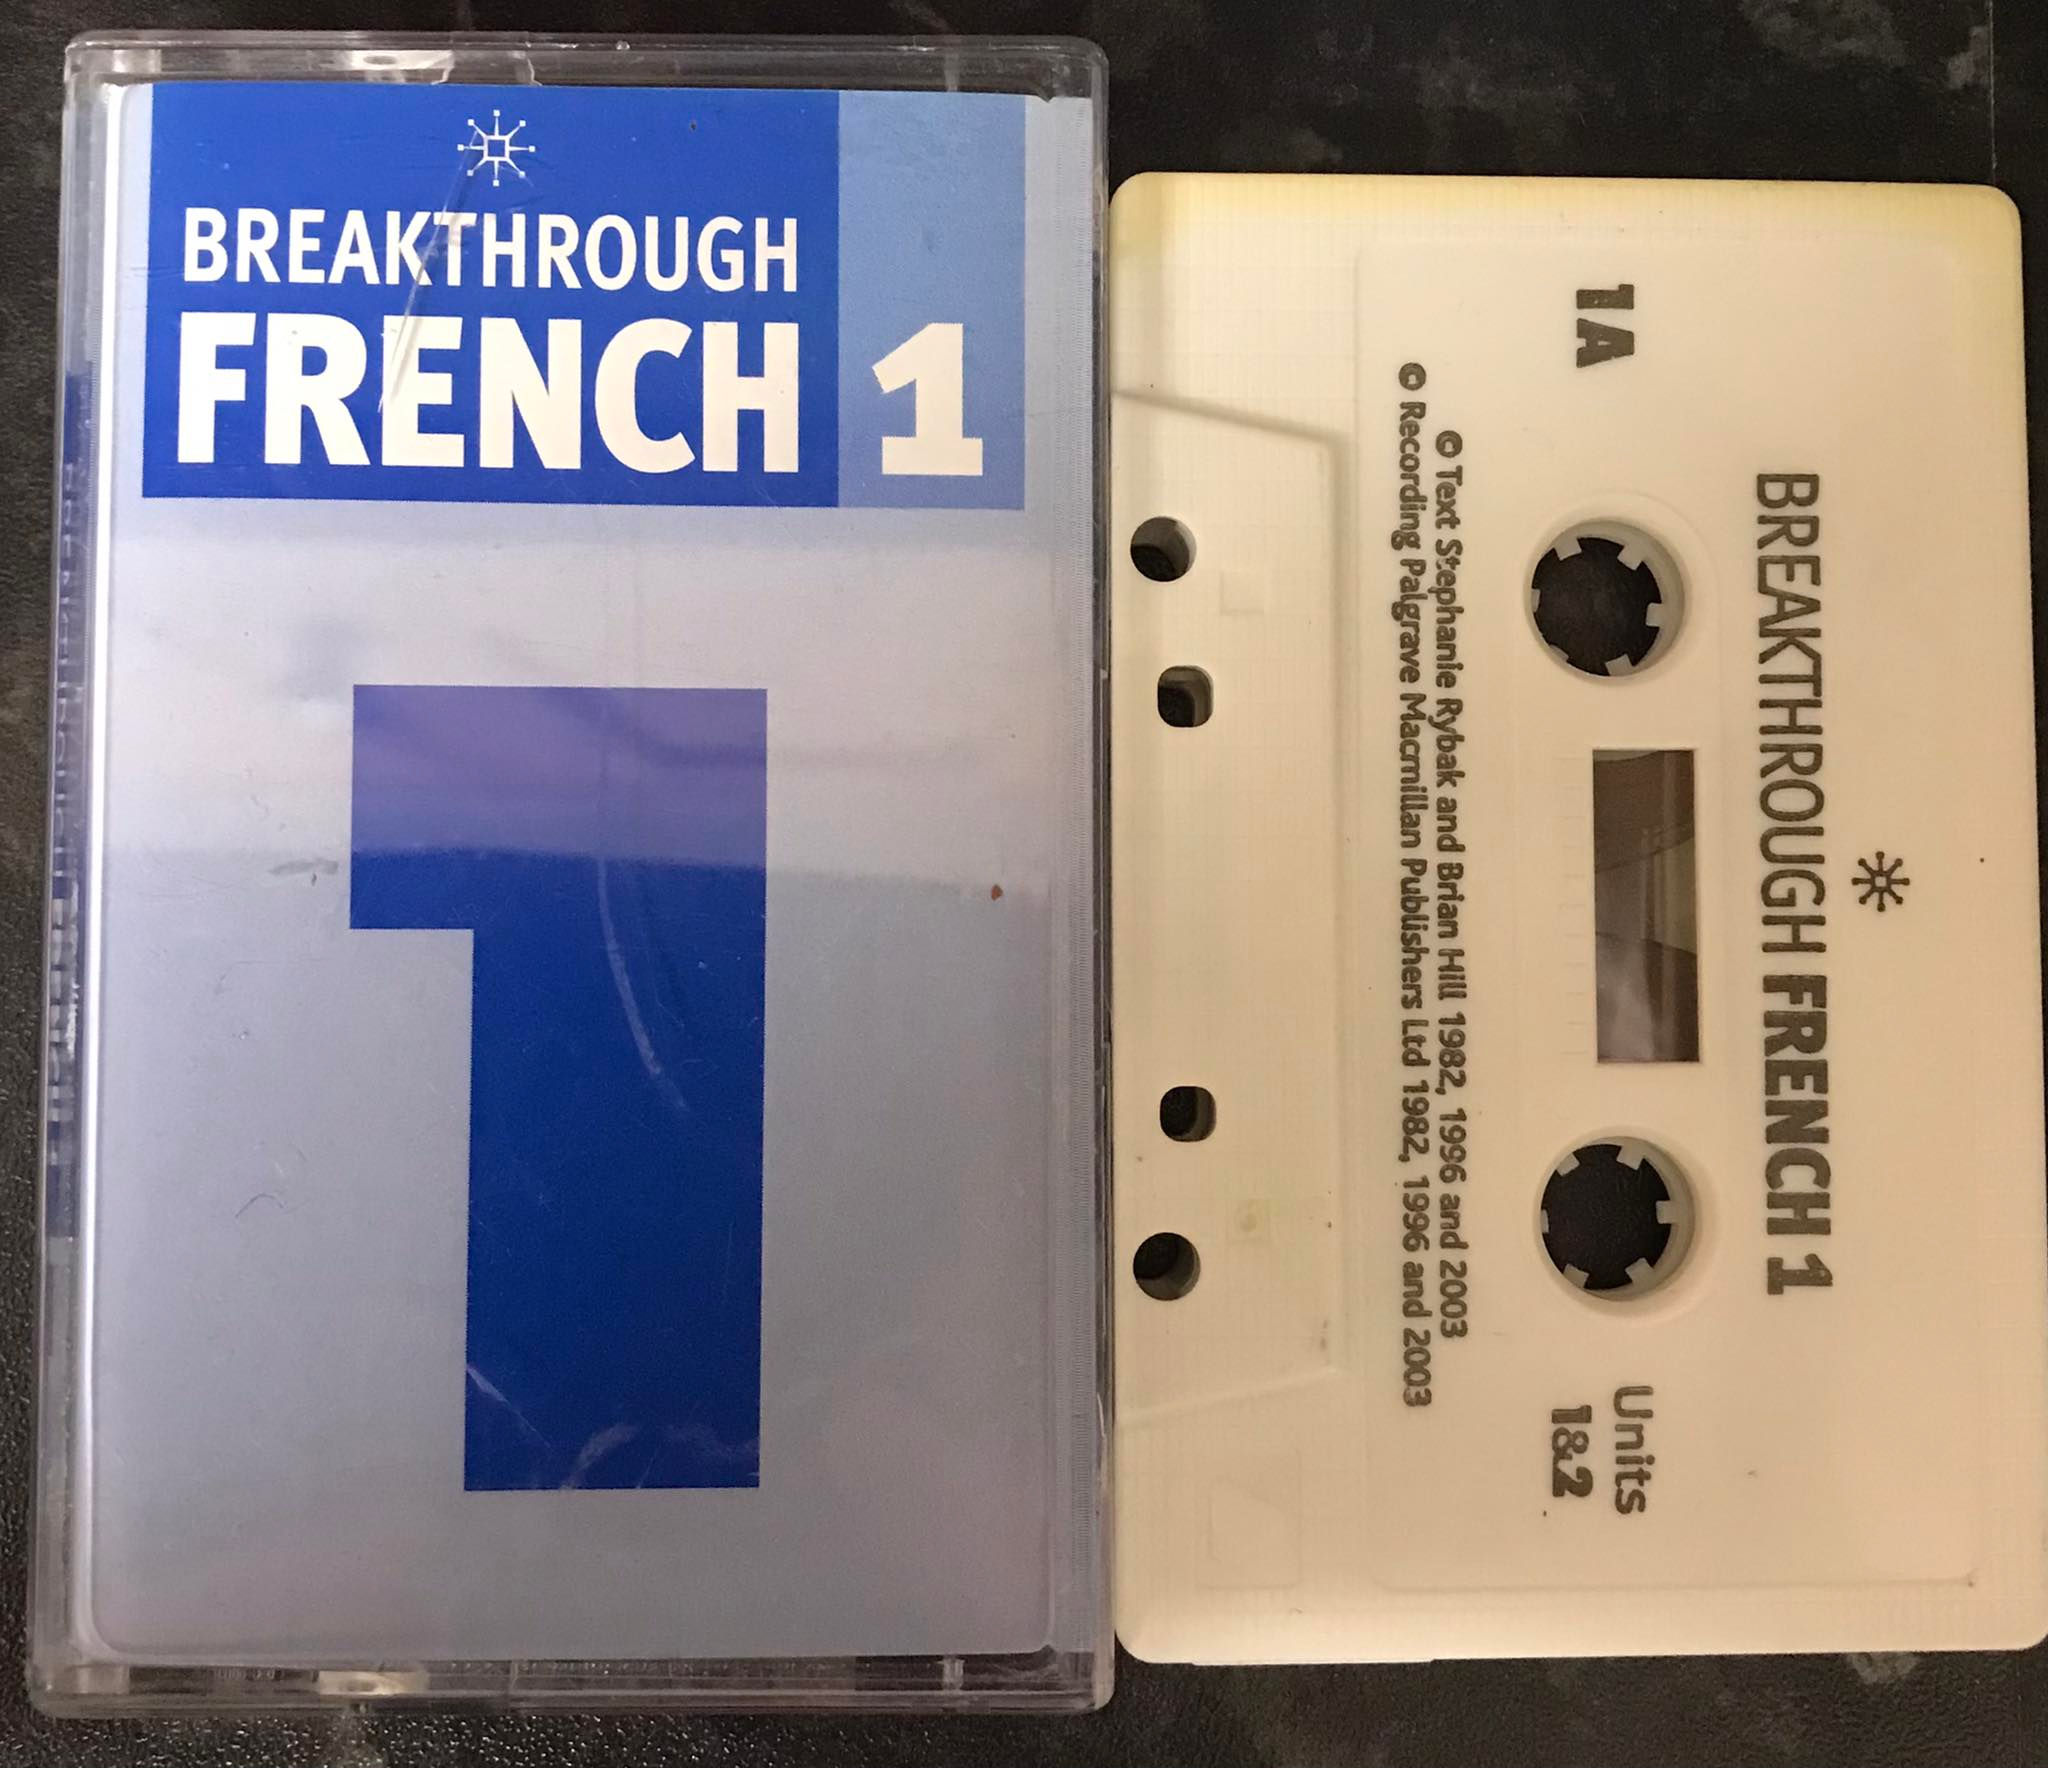 BREAKTHROUGH
FRENCH 1
1
BREAKTHROUGH FRENCH 1
1A
Units
1&2
© Text Stephanie Rybak and Brian Hill 1982, 1996 and 2003
© Recording Palgrave Macmillan Publishers Ltd 1982, 1996 and 2003